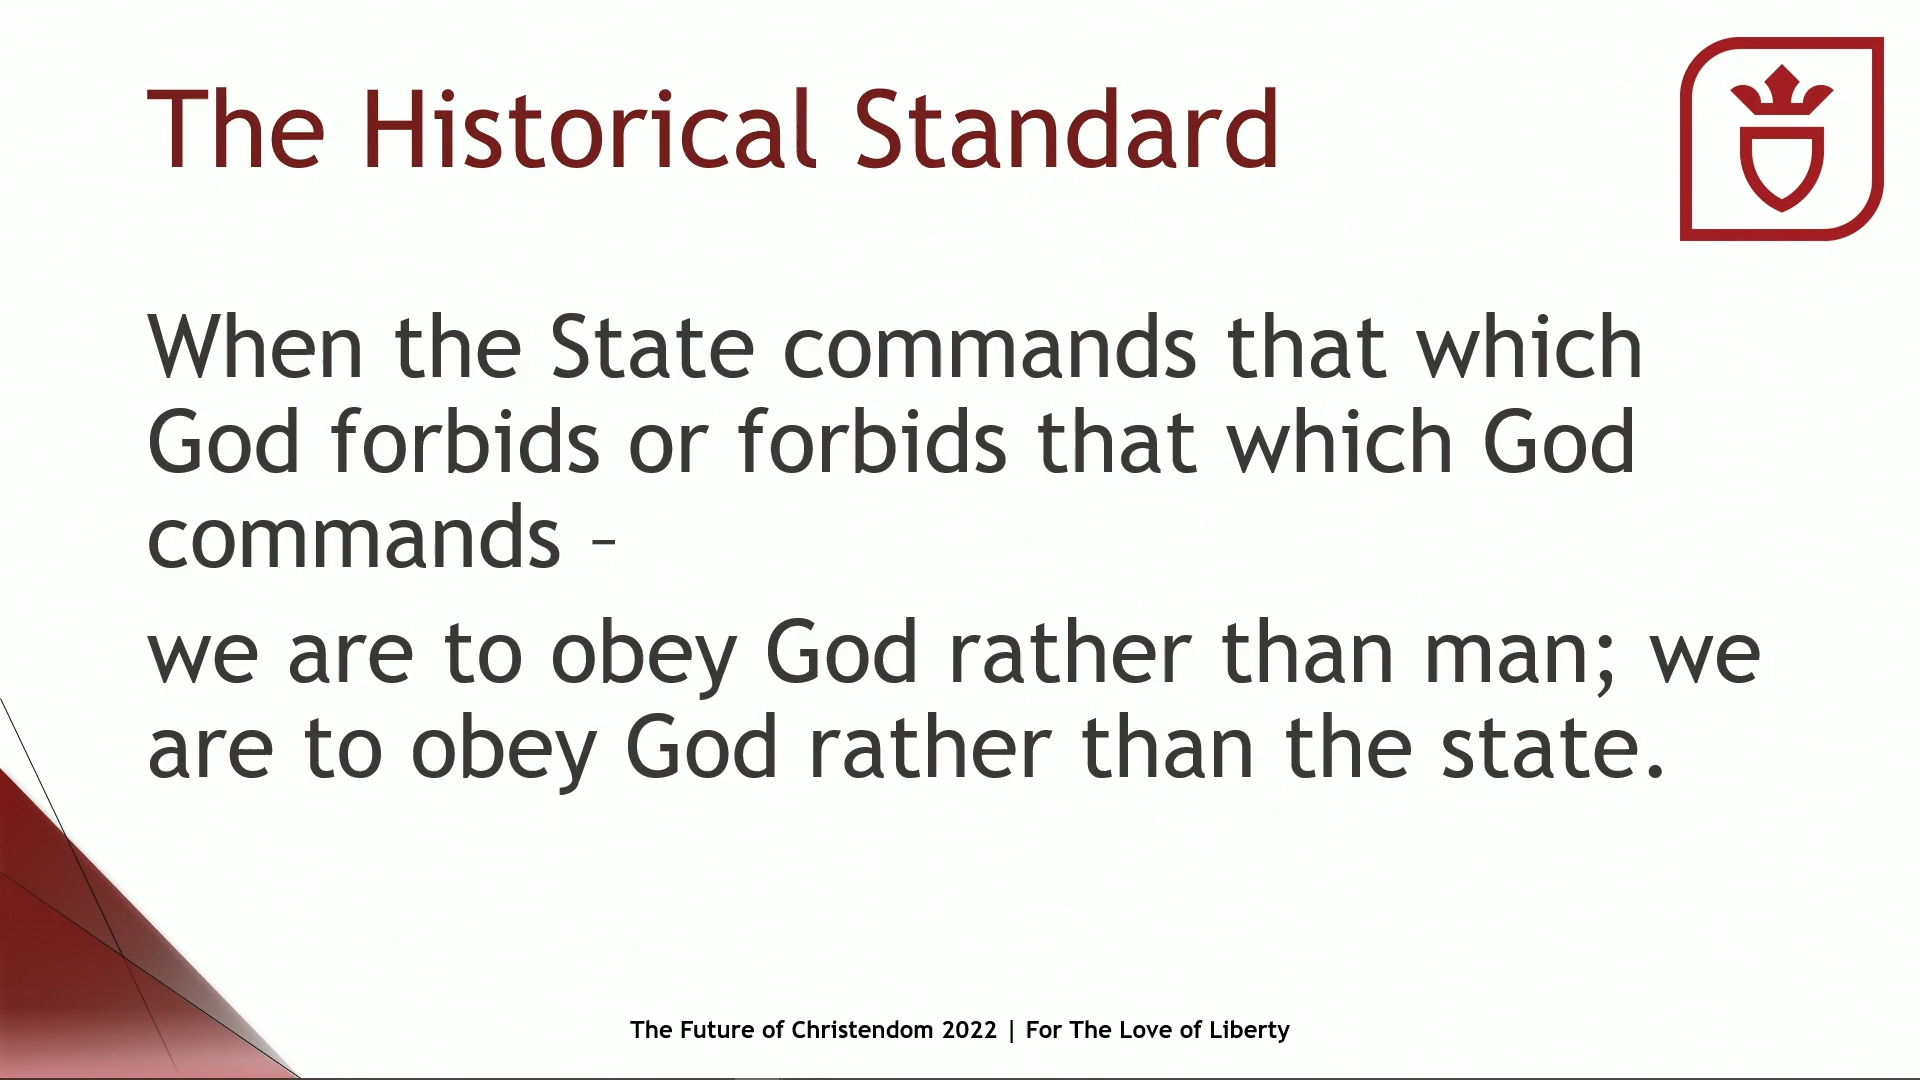 The Historical Standard
When the State commands that which
God forbids or forbids that which God
commands –
we are to obey God rather than man; we
are to obey God rather than the state.
The Future of Christendom 2022 | For The Love of Liberty